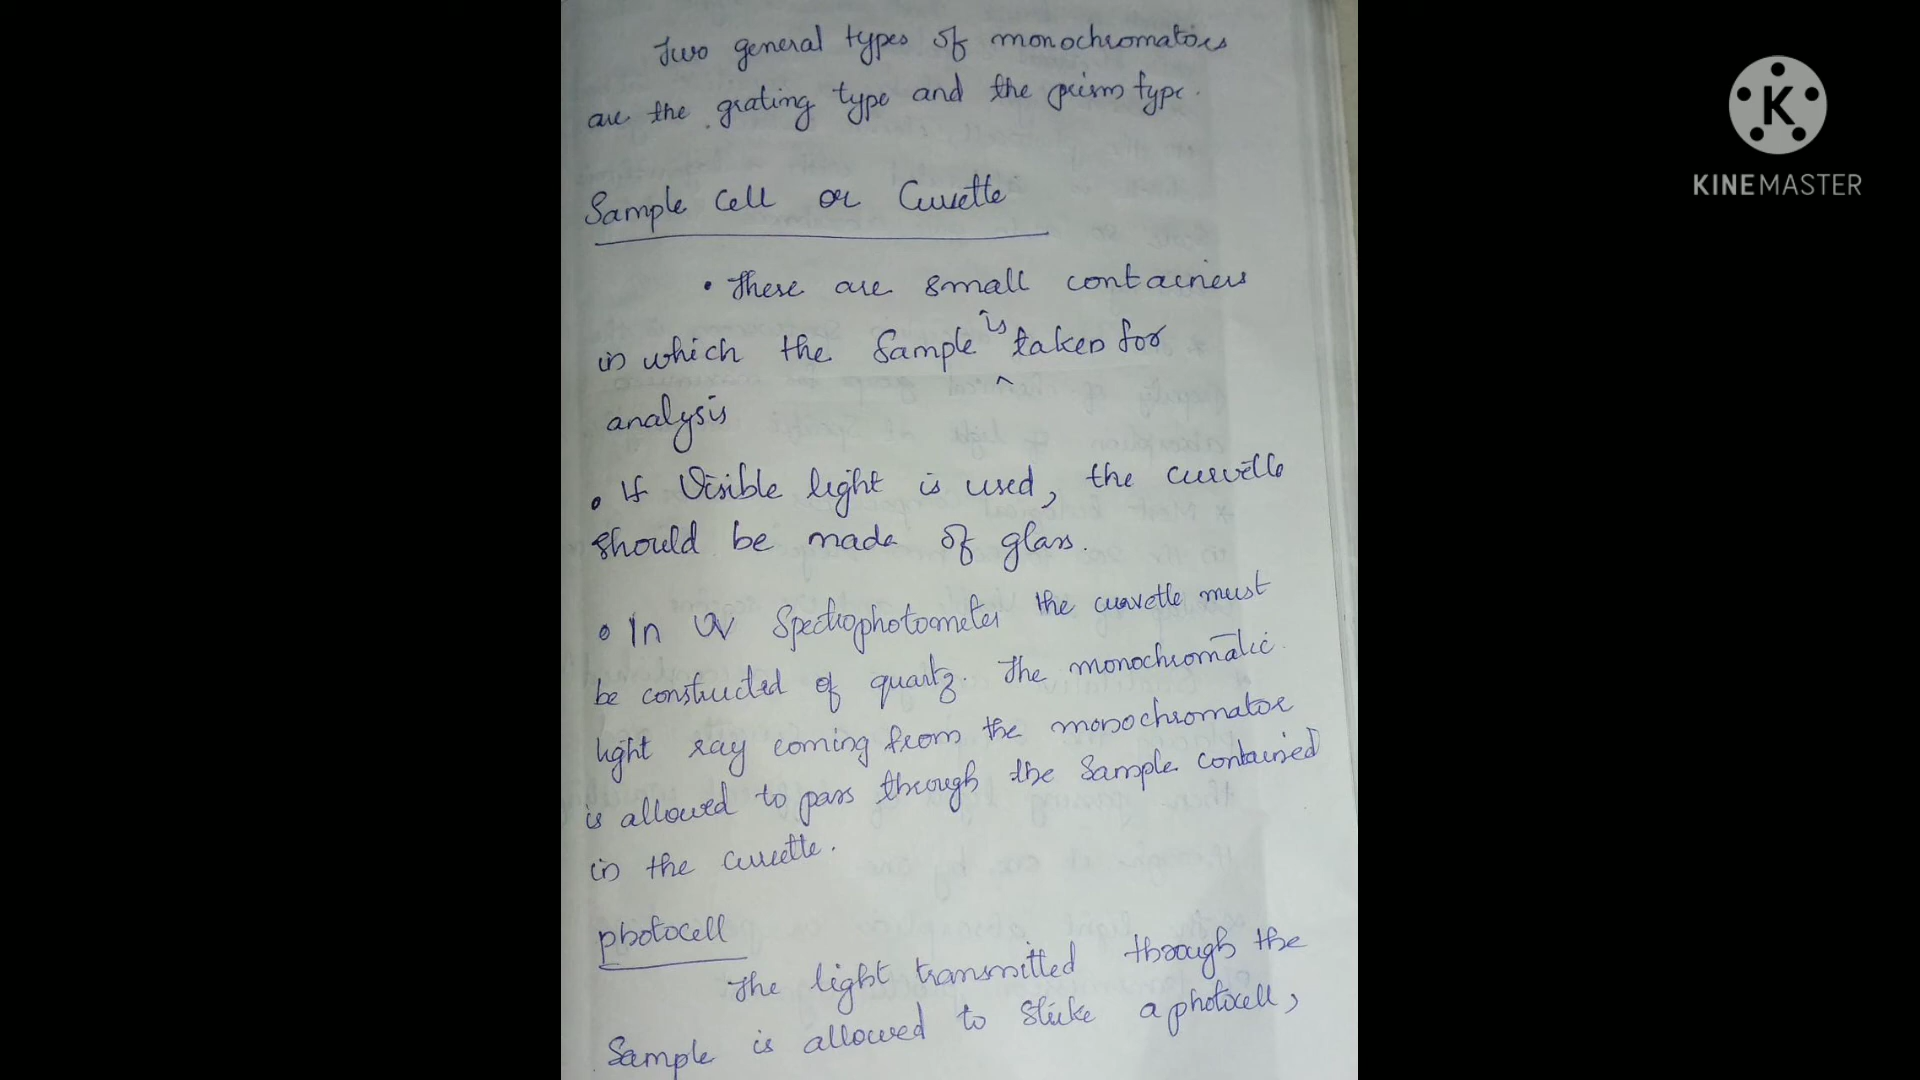 Two general types of monochromators
are the grating type and the prism type.
Sample Cell or Cuvette
• These are small containers
in which the Sample is taken for
^
analysis
• If Visible light is used, the cuvette
should be made of glass.
• In UV Spectrophotometer the cuvette must
be constructed of quartz. The monochromatic
light ray coming from the monochromator
is allowed to pass through the Sample contained
in the cuvette.
photocell
The light transmitted through the
Sample is allowed to strike a photocell,
K
KINEMASTER